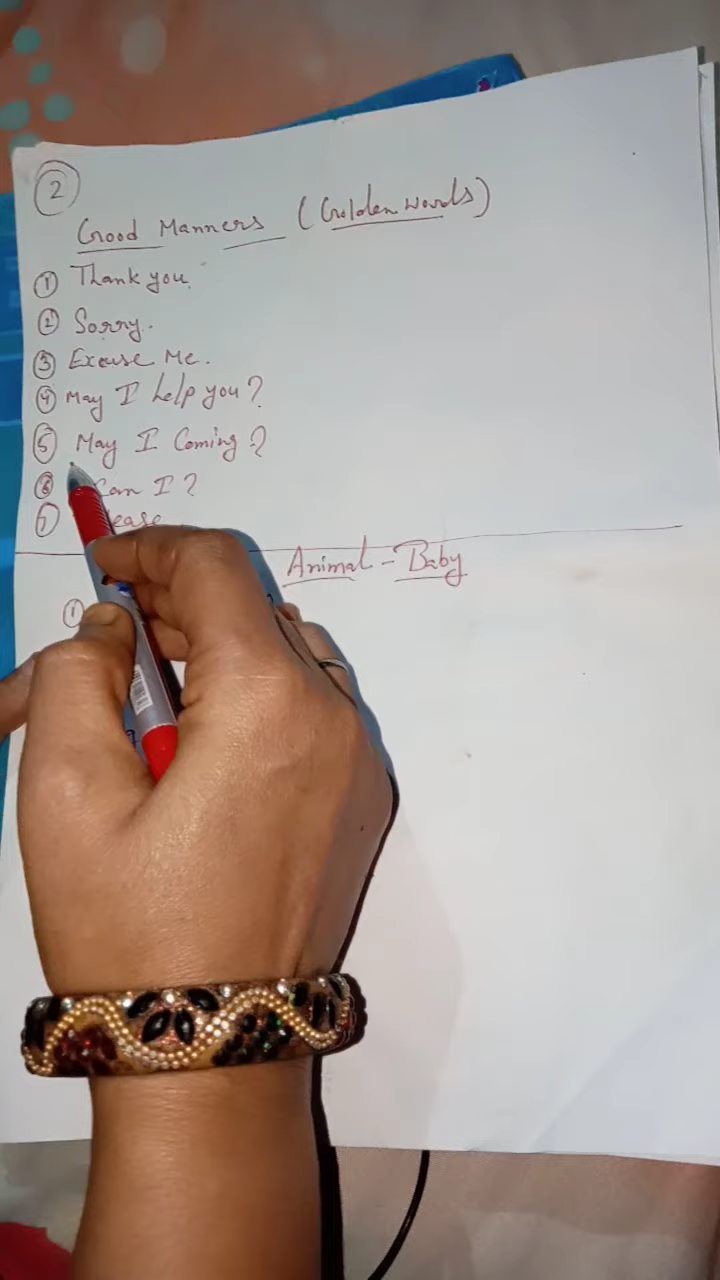 2
Good Manners (Golden words)
1 Thank you.
2 Sorry.
3 Excuse Me.
4 May I help you?
5 May I Coming?
6 Can I?
7
Animal - Baby
1